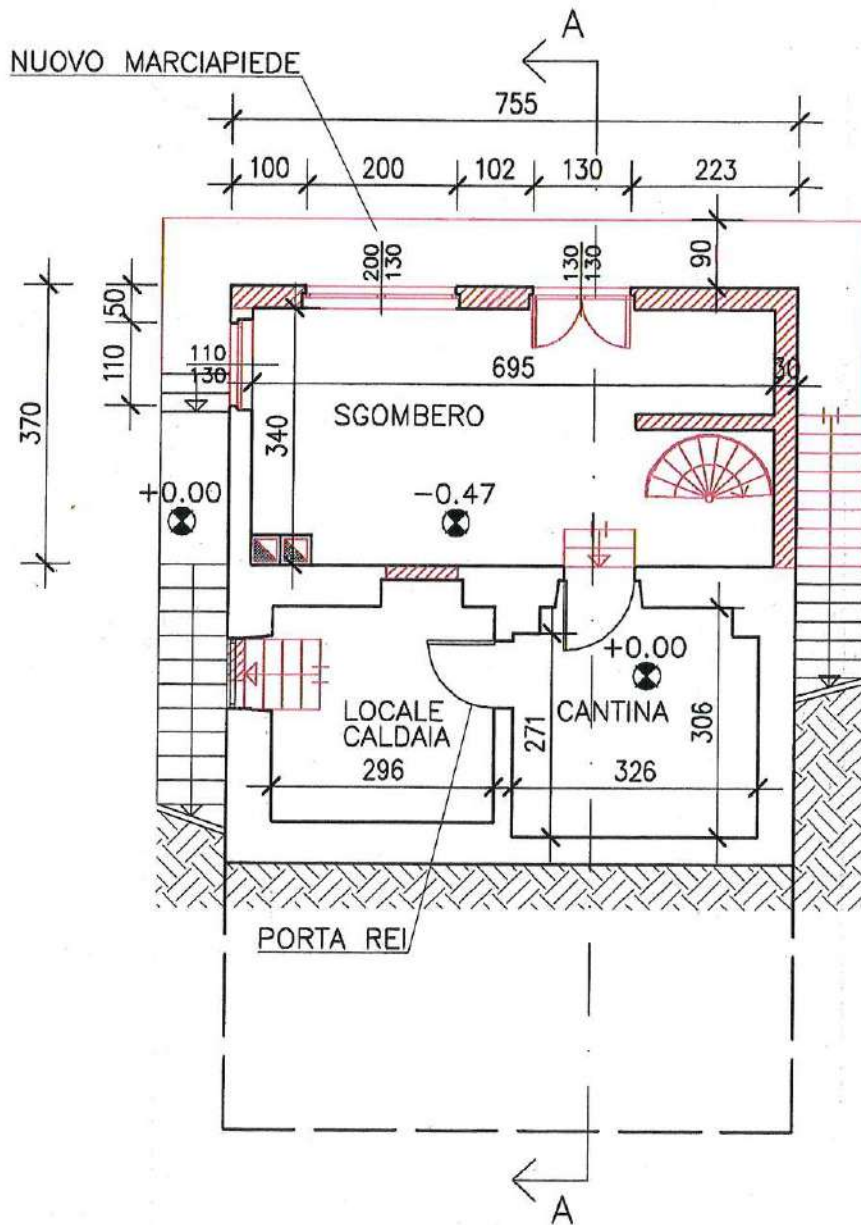 A
NUOVO MARCIAPIEDE
755
100 200 102 130 223
90
200
130
130
130
50
110
370
110
130
695
30
340
SGOMBERO
+0.00
-0.47
+0.00
LOCALE
CALDAIA
CANTINA
271
306
296
326
PORTA REI
A